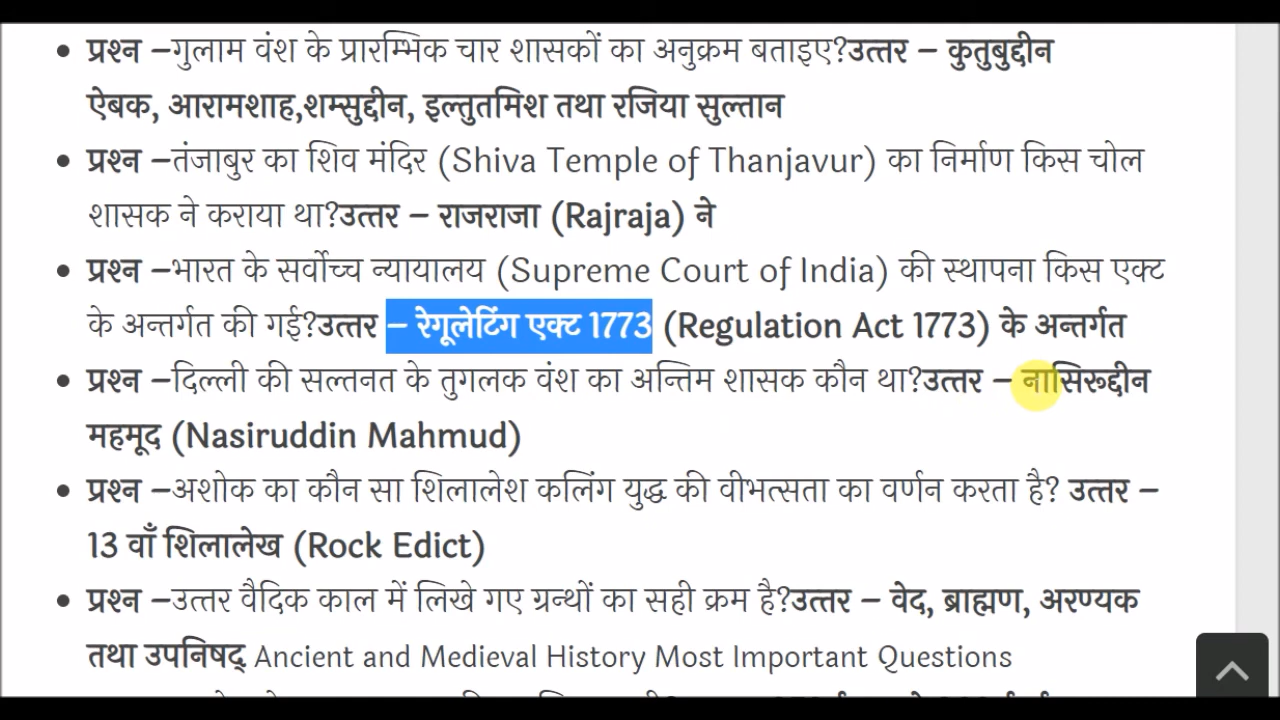 • प्रश्न –गुलाम वंश के प्रारम्भिक चार शासकों का अनुक्रम बताइए?उत्तर – कुतुबुद्दीन
ऐबक, आरामशाह,शम्सुद्दीन, इल्तुतमिश तथा रजिया सुल्तान
• प्रश्न –तंजाबुर का शिव मंदिर (Shiva Temple of Thanjavur) का निर्माण किस चोल
शासक ने कराया था?उत्तर – राजराजा (Rajraja) ने
• प्रश्न –भारत के सर्वोच्च न्यायालय (Supreme Court of India) की स्थापना किस एक्ट
के अन्तर्गत की गई?उत्तर – रेगूलेटिंग एक्ट 1773 (Regulation Act 1773) के अन्तर्गत
• प्रश्न –दिल्ली की सल्तनत के तुगलक वंश का अन्तिम शासक कौन था?उत्तर – नासिरूद्दीन
महमूद (Nasiruddin Mahmud)
• प्रश्न –अशोक का कौन सा शिलालेश कलिंग युद्ध की वीभत्सता का वर्णन करता है? उत्तर –
13 वाँ शिलालेख (Rock Edict)
• प्रश्न –उत्तर वैदिक काल में लिखे गए ग्रन्थों का सही क्रम है?उत्तर – वेद, ब्राह्मण, अरण्यक
तथा उपनिषद् Ancient and Medieval History Most Important Questions